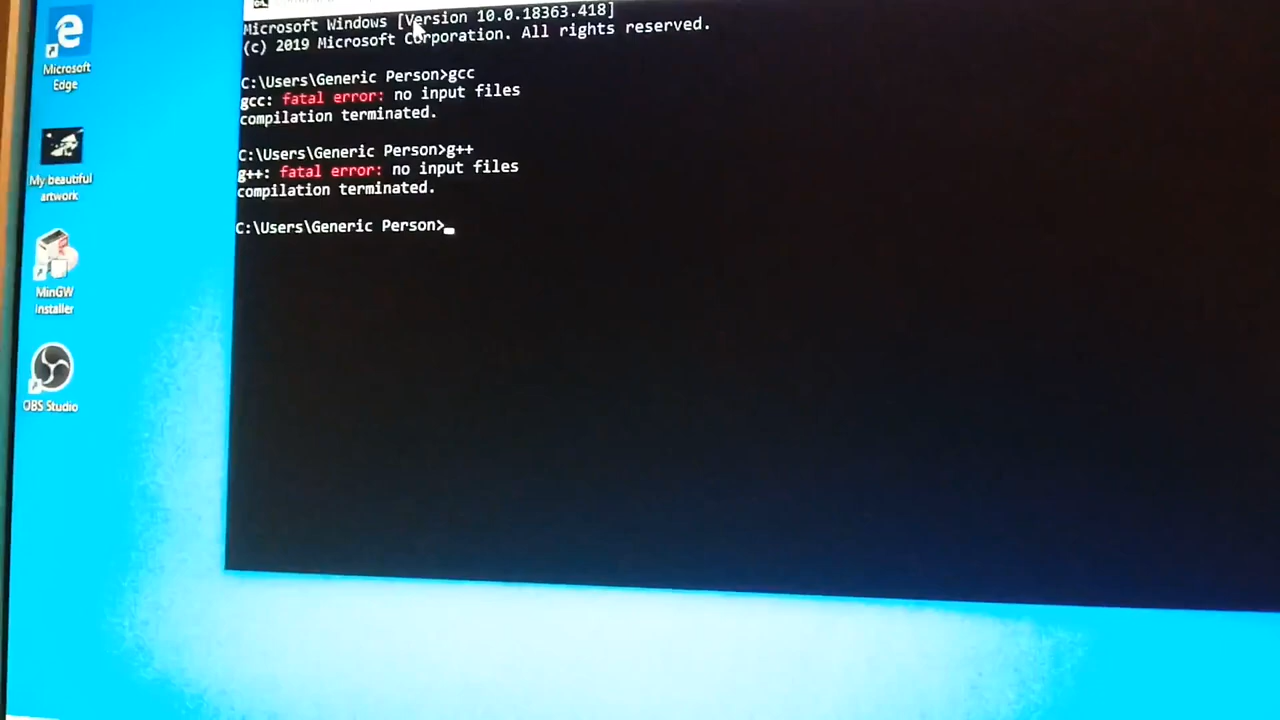 Microsoft Windows [Version 10.0.18363.418]
(c) 2019 Microsoft Corporation. All rights reserved.
C:\Users\Generic Person>gcc
gcc: fatal error: no input files
compilation terminated.
C:\Users\Generic Person>g++
g++: fatal error: no input files
compilation terminated.
C:\Users\Generic Person>
Microsoft
Edge
My beautiful
artwork
MinGW
Installer
OBS Studio